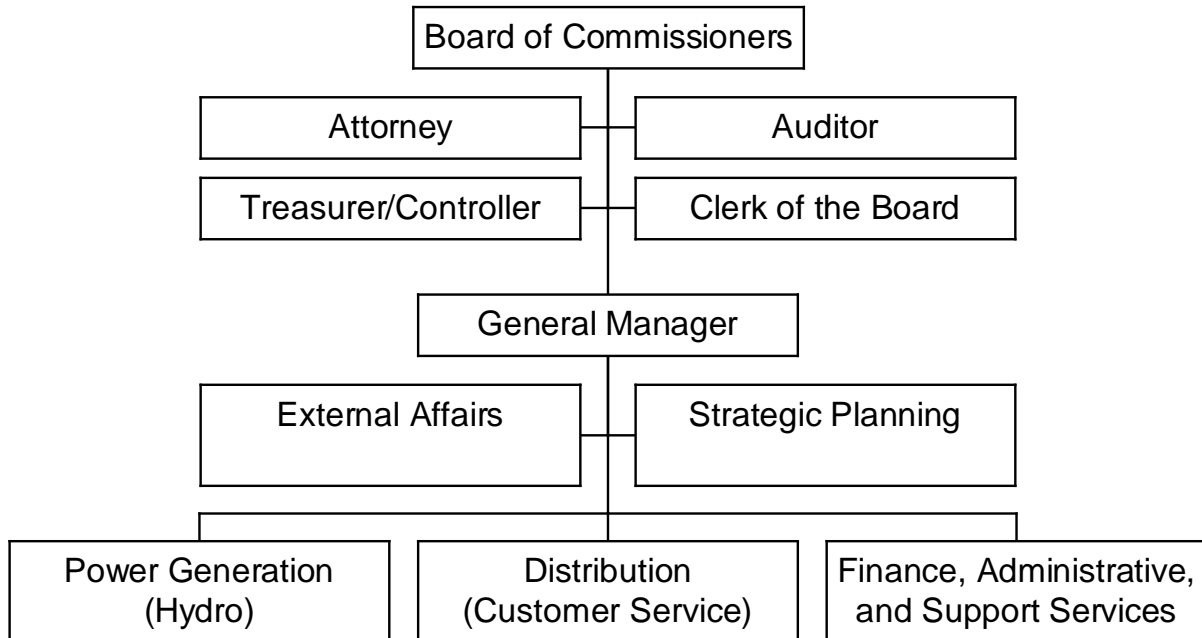 Board of Commissioners
Attorney
Auditor
Treasurer/Controller
Clerk of the Board
General Manager
External Affairs
Strategic Planning
Power Generation
(Hydro)
Distribution
(Customer Service)
Finance, Administrative,
and Support Services